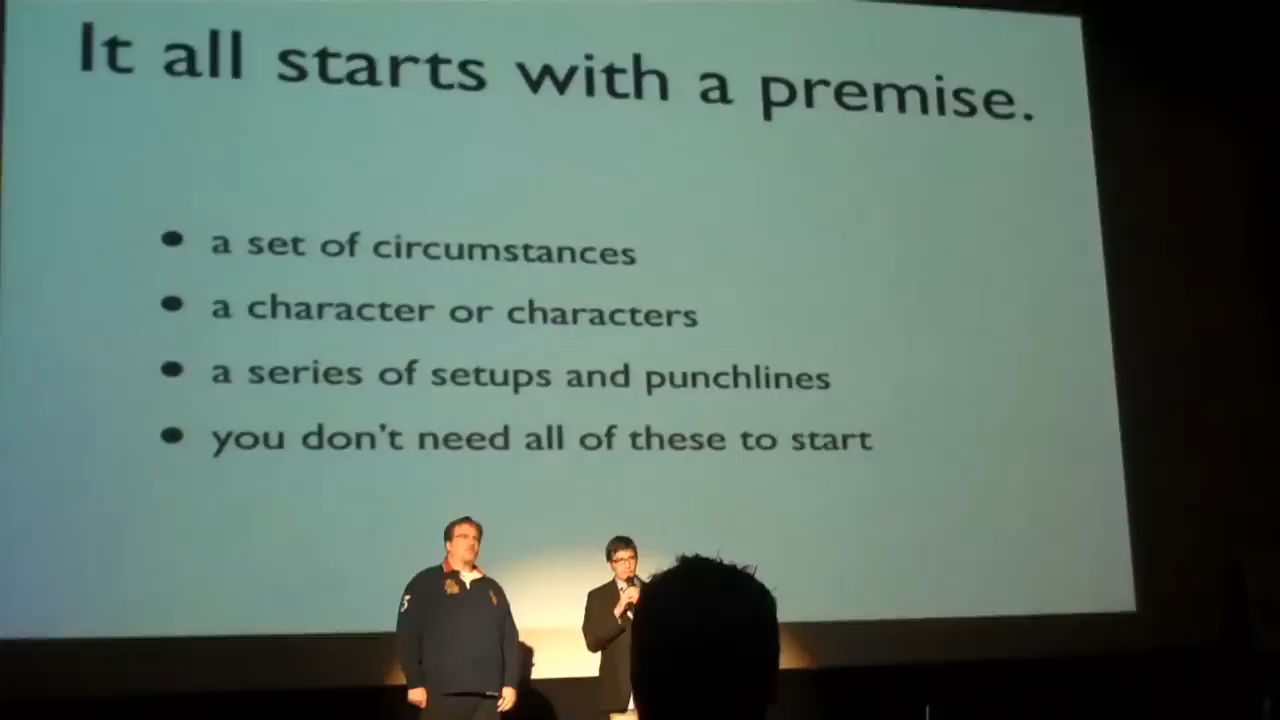 It all starts with a premise.
• a set of circumstances
• a character or characters
• a series of setups and punchlines
• you don't need all of these to start
3